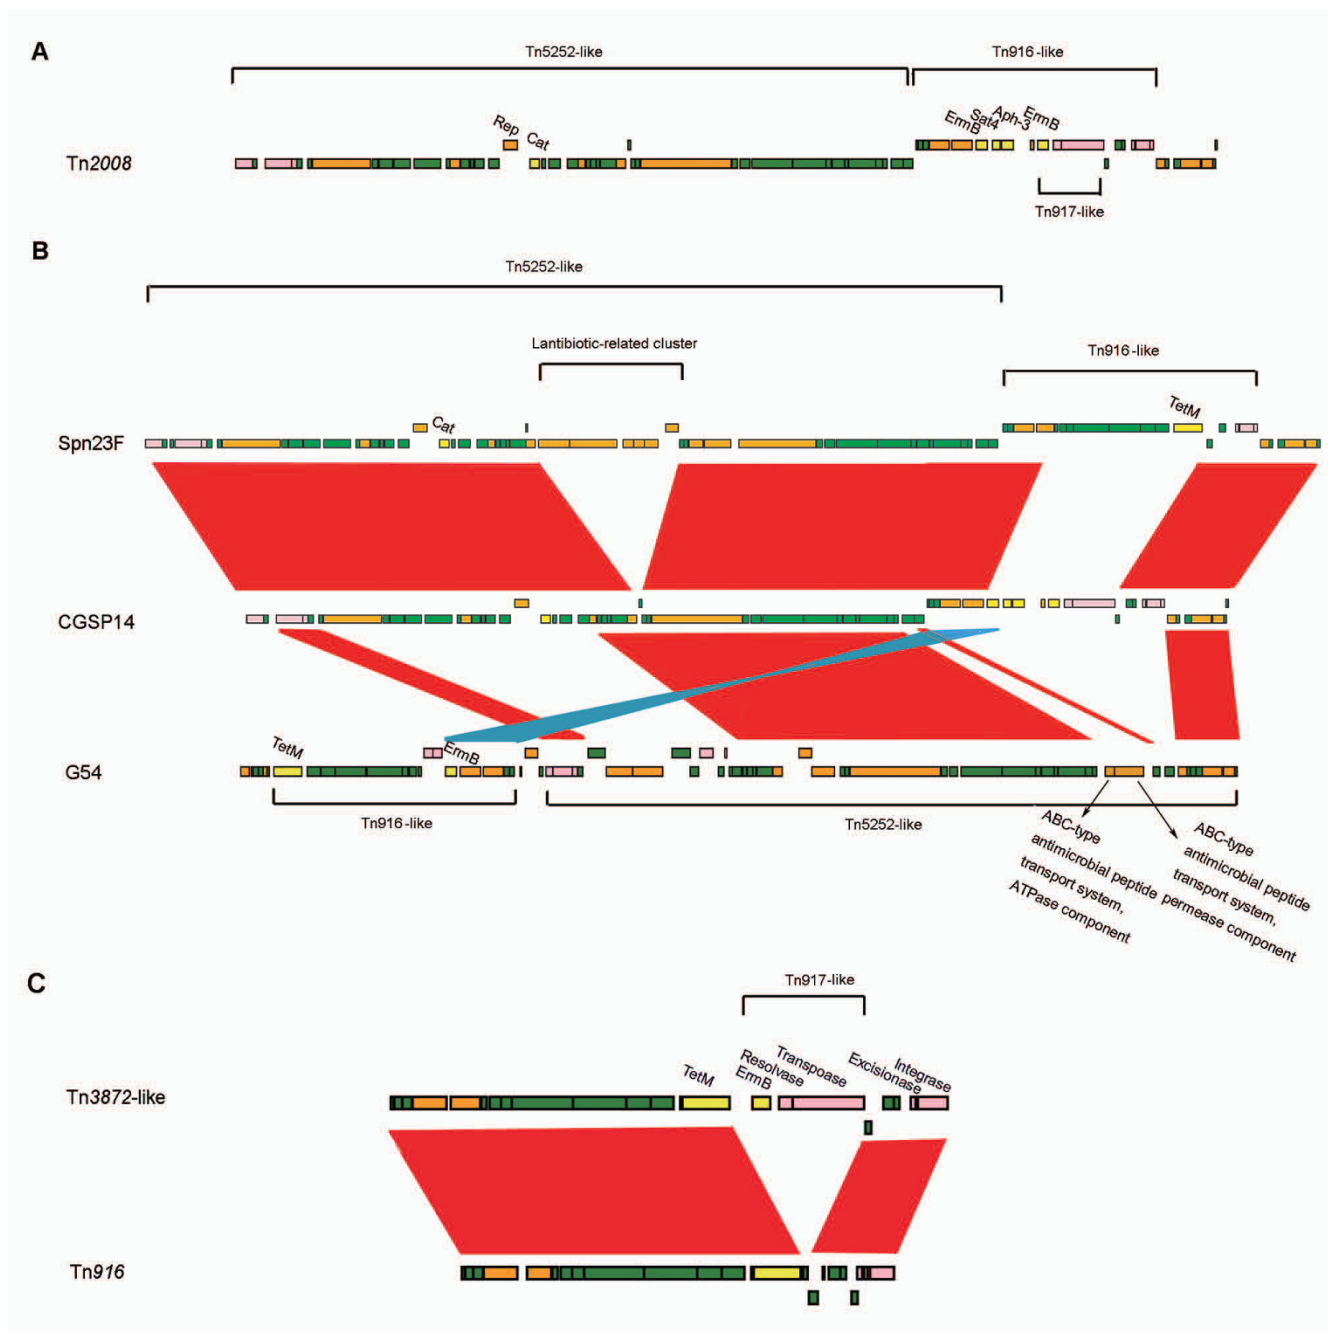 A
Tn5252-like
Tn916-like
Rep
Cat
ErmB
Sat4
Aph-3
ErmB
Tn2008
Tn917-like
B
Tn5252-like
Lantibiotic-related cluster
Tn916-like
Spn23F
Cat
TetM
CGSP14
TetM
ErmB
G54
Tn916-like
Tn5252-like
ABC-type
antimicrobial peptide
transport system,
ATPase component
ABC-type
antimicrobial peptide
transport system,
permease component
C
Tn917-like
Tn3872-like
TetM
ErmB
Resolvase
Transpoase
Excisionase
Integrase
Tn916